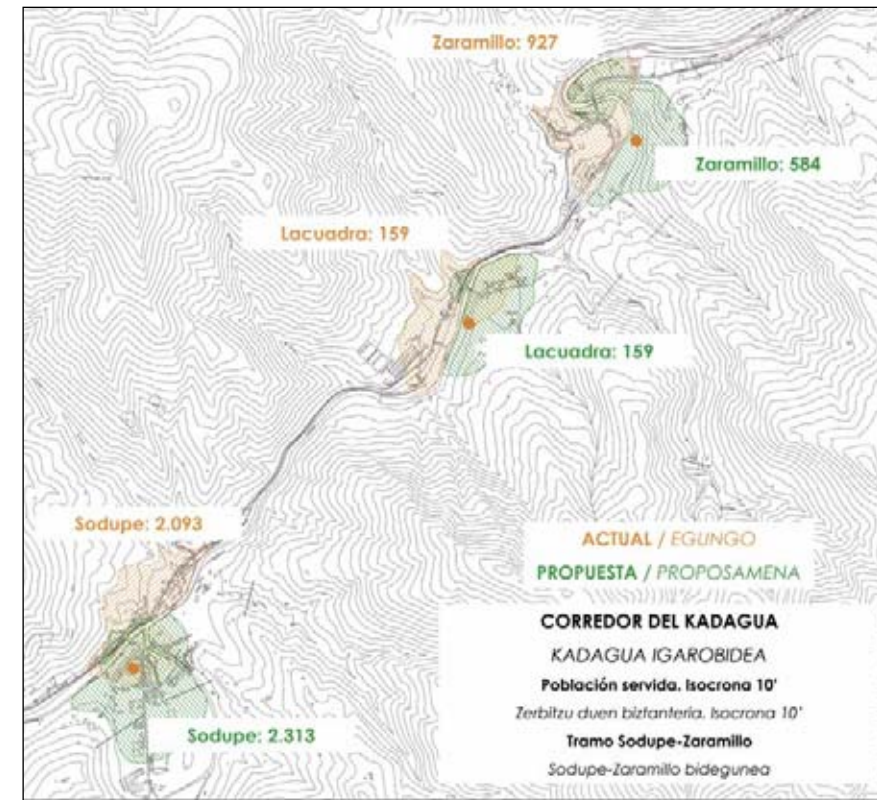 Zaramillo: 927
Zaramillo: 584
Lacuadra: 159
Lacuadra: 159
Sodupe: 2.093
ACTUAL / EGUNGO
PROPUESTA / PROPOSAMENA
CORREDOR DEL KADAGUA
KADAGUA IGAROBIDEA
Población servida. Isocrona 10'
Zerbitzu duen biztanleria. Isocrona 10'
Tramo Sodupe-Zaramillo
Sodupe-Zaramillo bidegunea
Sodupe: 2.313